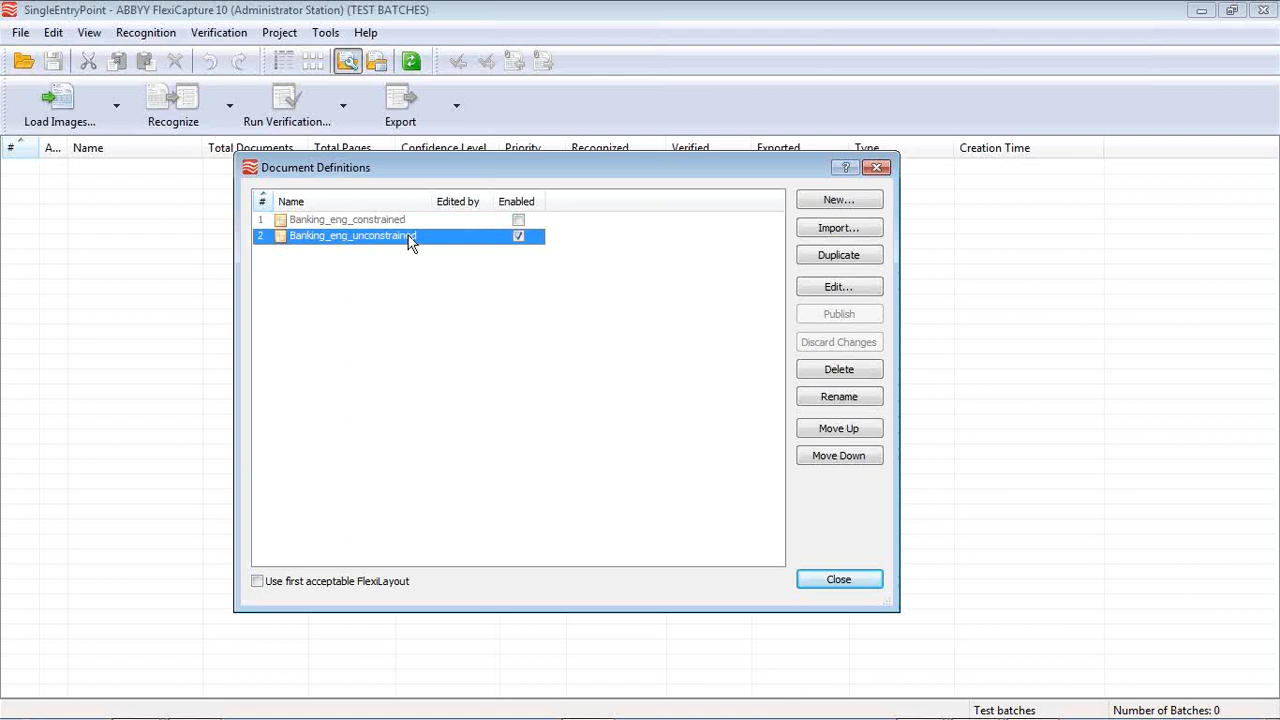 SingleEntryPoint - ABBYY FlexiCapture 10 (Administrator Station) (TEST BATCHES)
File Edit View Recognition Verification Project Tools Help
Load Images... Recognize Run Verification... Export
# A... Name Total Documents Total Pages Confidence Level Priority Recognized Verified Exported Type Creation Time
Document Definitions
# Name Edited by Enabled
1 Banking_eng_constrained
2 Banking_eng_unconstrained
New...
Import...
Duplicate
Edit...
Publish
Discard Changes
Delete
Rename
Move Up
Move Down
Use first acceptable FlexiLayout
Close
Test batches Number of Batches: 0